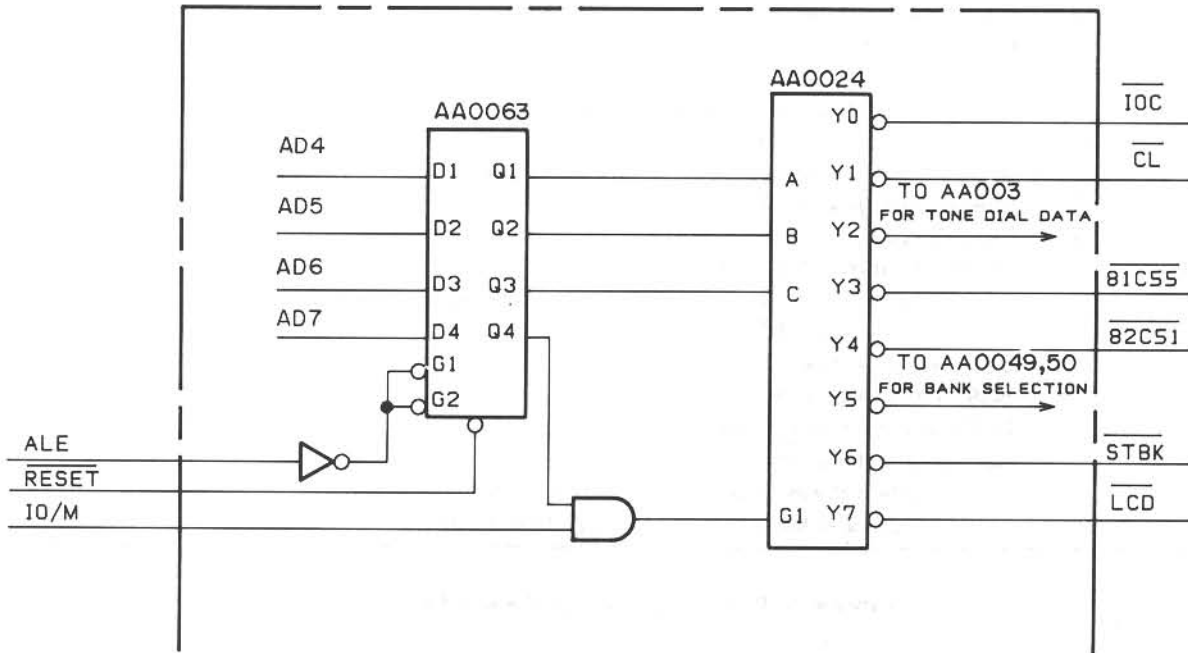 AA0024
AA0063
Y0
IOC
AD4
D1 Q1
A Y1
CL
TO AA003
FOR TONE DIAL DATA
AD5
D2 Q2
B Y2
AD6
D3 Q3
C Y3
81C55
AD7
D4 Q4
Y4
82C51
G1
TO AA0049,50
FOR BANK SELECTION
G2
Y5
ALE
Y6
STBK
RESET
IO/M
G1 Y7
LCD